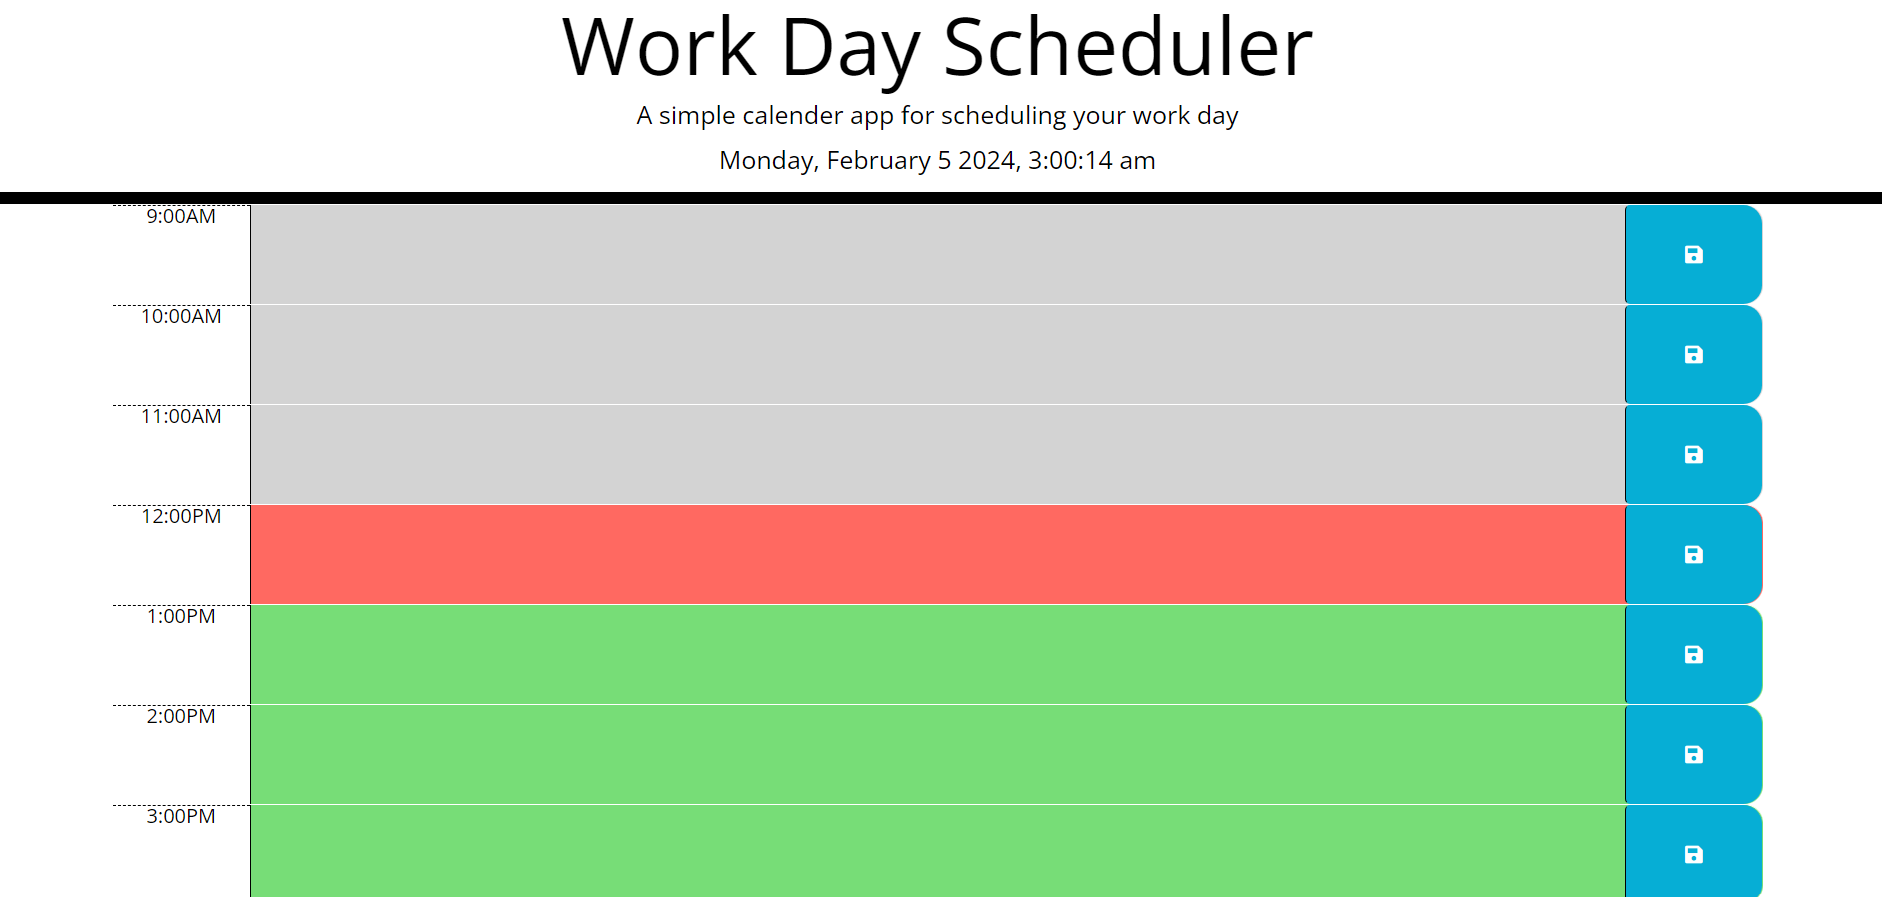 Work Day Scheduler
A simple calender app for scheduling your work day
Monday, February 5 2024, 3:00:14 am
9:00AM
10:00AM
11:00AM
12:00PM
1:00PM
2:00PM
3:00PM